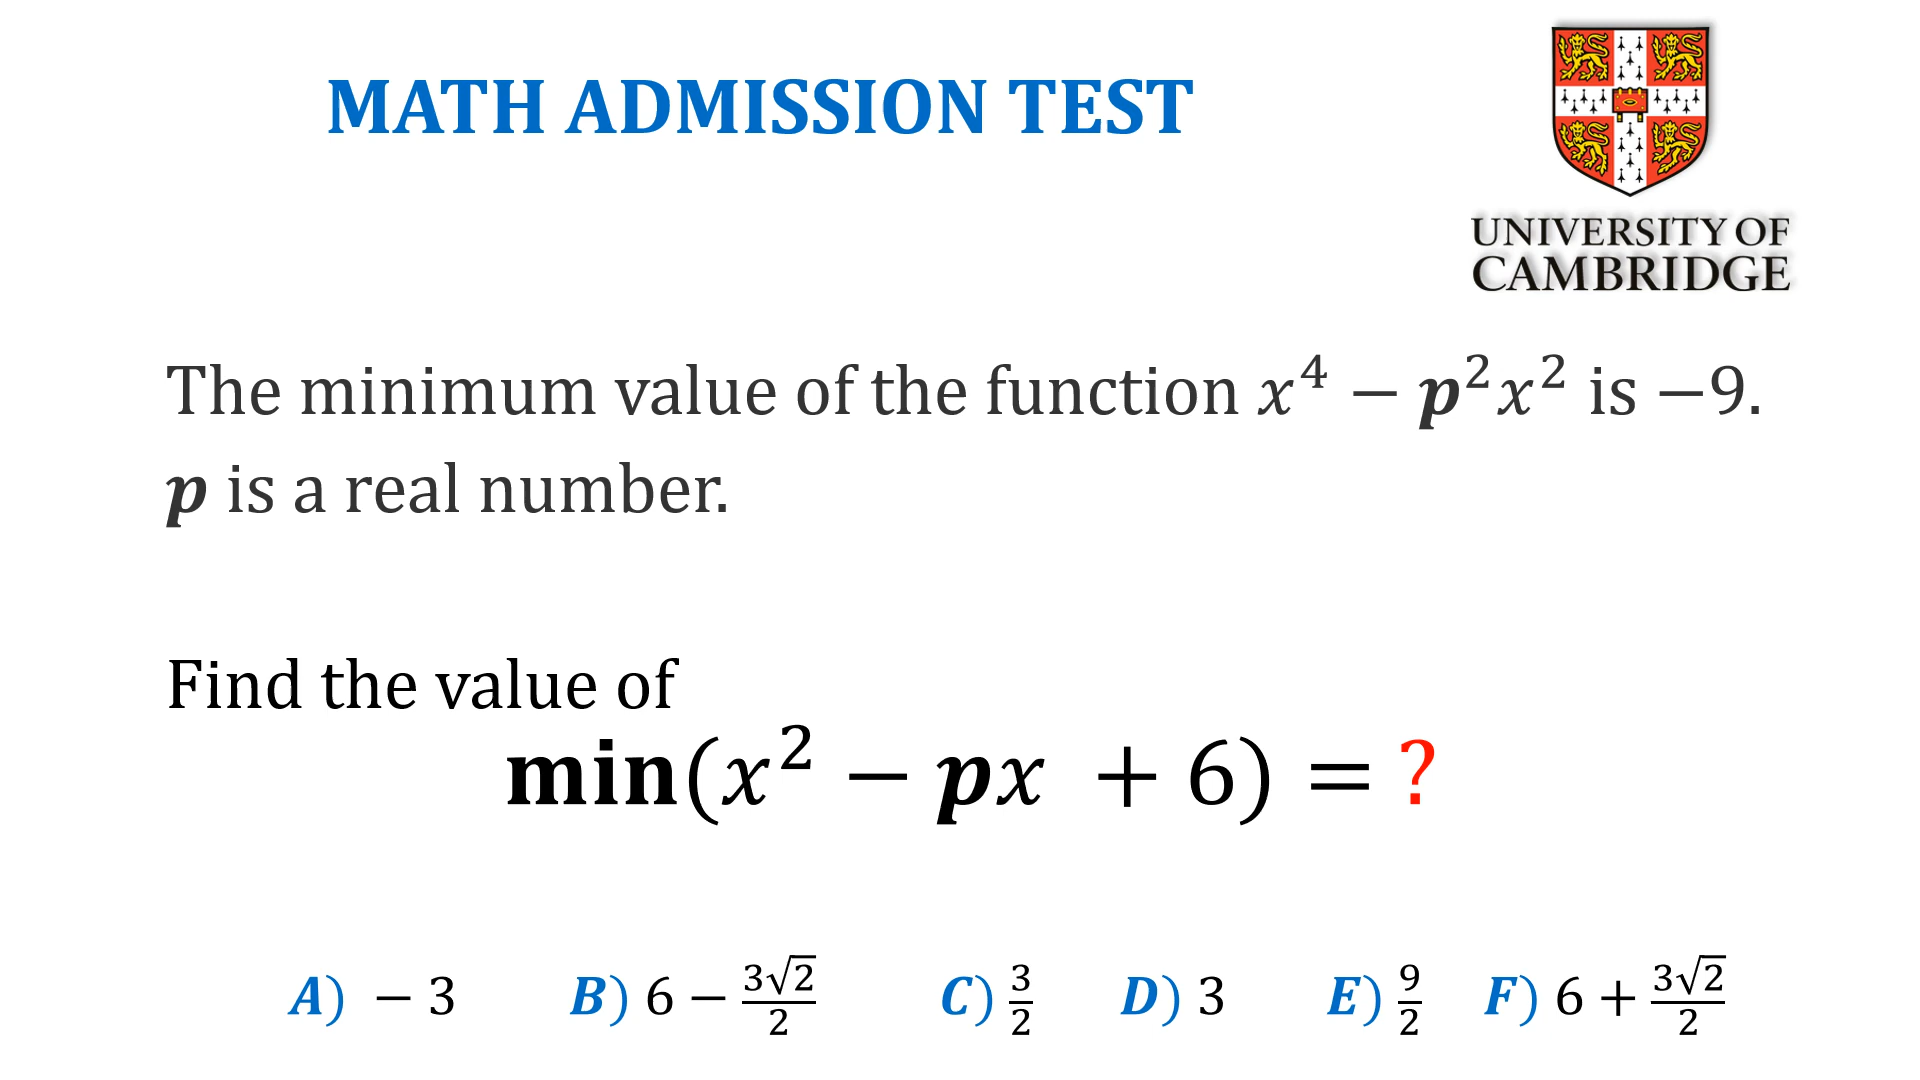 MATH ADMISSION TEST
UNIVERSITY OF
CAMBRIDGE
The minimum value of the function x⁴ − p²x² is −9.
p is a real number.
Find the value of
min(x² − px + 6) = ?
A) − 3 B) 6 − 3√2/2 C) 3/2 D) 3 E) 9/2 F) 6 + 3√2/2